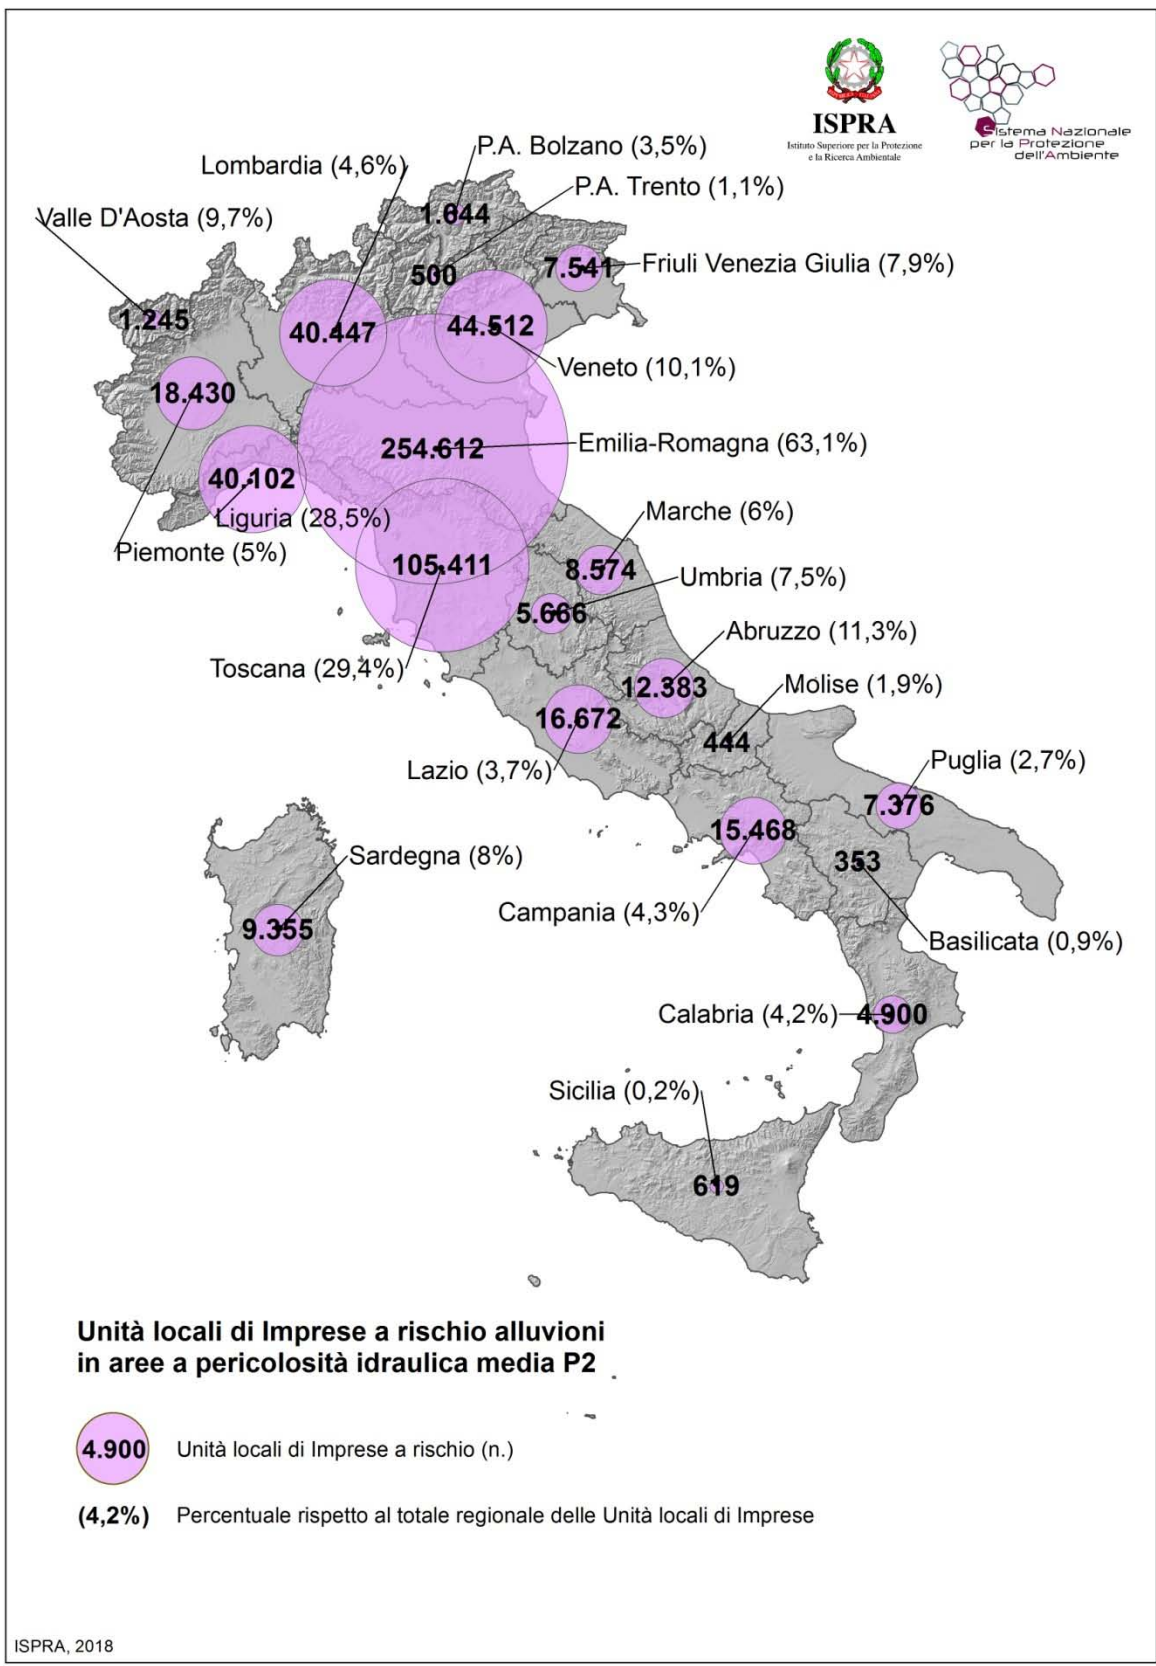 ISPRA
Istituto Superiore per la Protezione
e la Ricerca Ambientale
Sistema Nazionale
per la Protezione
dell'Ambiente
P.A. Bolzano (3,5%)
Lombardia (4,6%)
P.A. Trento (1,1%)
Valle D'Aosta (9,7%)
1.644
500
7.541
Friuli Venezia Giulia (7,9%)
1.245
40.447
44.512
Veneto (10,1%)
18.430
254.612
Emilia-Romagna (63,1%)
40.102
Liguria (28,5%)
Marche (6%)
Piemonte (5%)
105.411
8.574
Umbria (7,5%)
5.666
Abruzzo (11,3%)
Toscana (29,4%)
12.383
Molise (1,9%)
16.672
444
Lazio (3,7%)
Puglia (2,7%)
7.376
15.468
Sardegna (8%)
353
Campania (4,3%)
9.355
Basilicata (0,9%)
Calabria (4,2%)
4.900
Sicilia (0,2%)
619
Unità locali di Imprese a rischio alluvioni
in aree a pericolosità idraulica media P2
4.900 Unità locali di Imprese a rischio (n.)
(4,2%) Percentuale rispetto al totale regionale delle Unità locali di Imprese
ISPRA, 2018